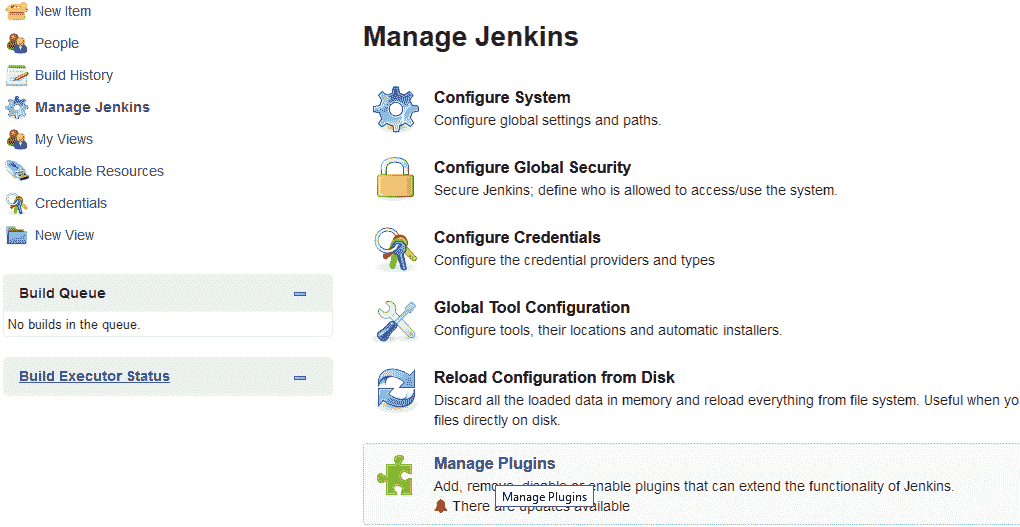 New Item
People
Build History
Manage Jenkins
My Views
Lockable Resources
Credentials
New View
Build Queue
No builds in the queue.
Build Executor Status
Manage Jenkins
Configure System
Configure global settings and paths.
Configure Global Security
Secure Jenkins; define who is allowed to access/use the system.
Configure Credentials
Configure the credential providers and types
Global Tool Configuration
Configure tools, their locations and automatic installers.
Reload Configuration from Disk
Discard all the loaded data in memory and reload everything from file system. Useful when yo
files directly on disk.
Manage Plugins
Add, remove, disable or enable plugins that can extend the functionality of Jenkins.
Manage Plugins
There are updates available